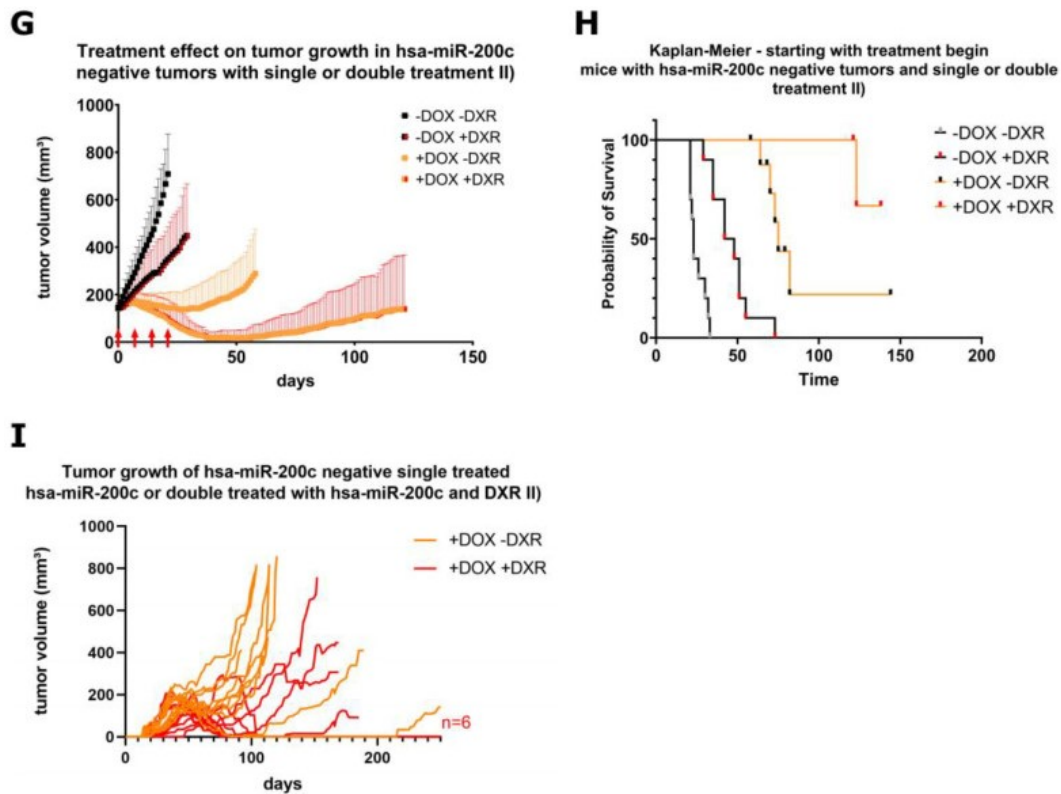 G
Treatment effect on tumor growth in hsa-miR-200c
negative tumors with single or double treatment II)
1000
800
600
400
200
0
0
50
100
150
tumor volume (mm³)
days
-DOX -DXR
-DOX +DXR
+DOX -DXR
+DOX +DXR
H
Kaplan-Meier - starting with treatment begin
mice with hsa-miR-200c negative tumors and single or double
treatment II)
100
50
0
0
50
100
150
200
Probability of Survival
Time
-DOX -DXR
-DOX +DXR
+DOX -DXR
+DOX +DXR
I
Tumor growth of hsa-miR-200c negative single treated
hsa-miR-200c or double treated with hsa-miR-200c and DXR II)
1000
800
600
400
200
0
0
100
200
tumor volume (mm³)
days
+DOX -DXR
+DOX +DXR
n=6